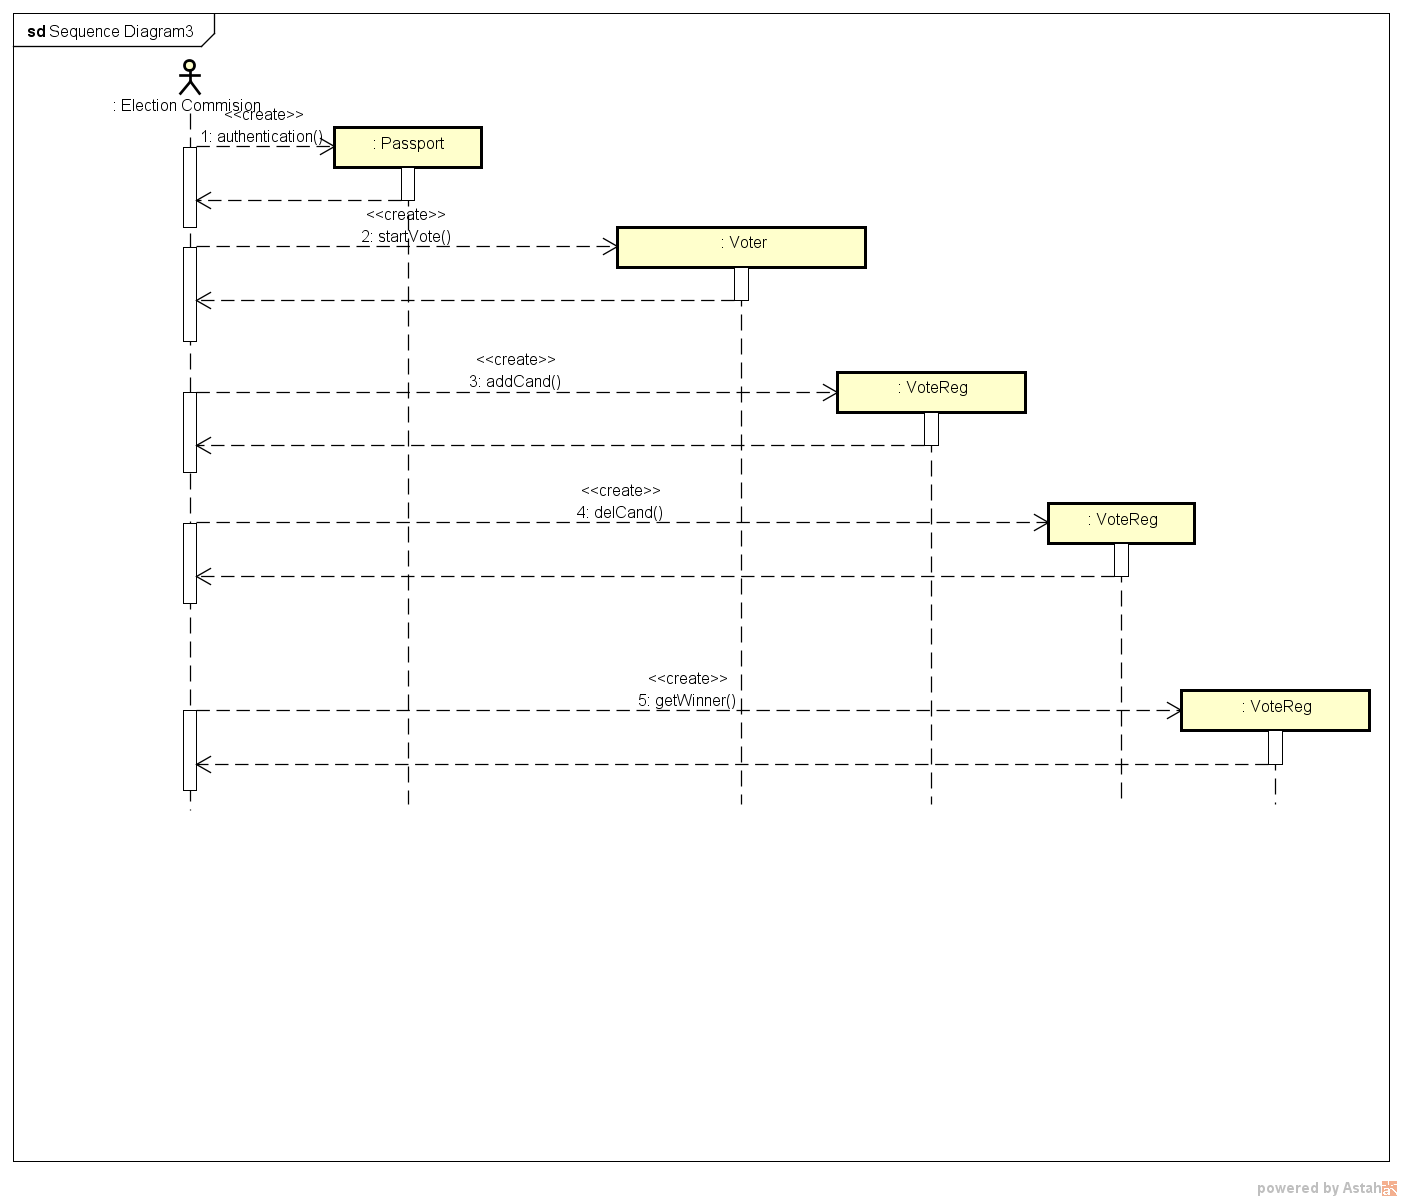 sd Sequence Diagram3
: Election Commision
<<create>>
1: authentication()
: Passport
<<create>>
2: startVote()
: Voter
<<create>>
3: addCand()
: VoteReg
<<create>>
4: delCand()
: VoteReg
<<create>>
5: getWinner()
: VoteReg
powered by Astah